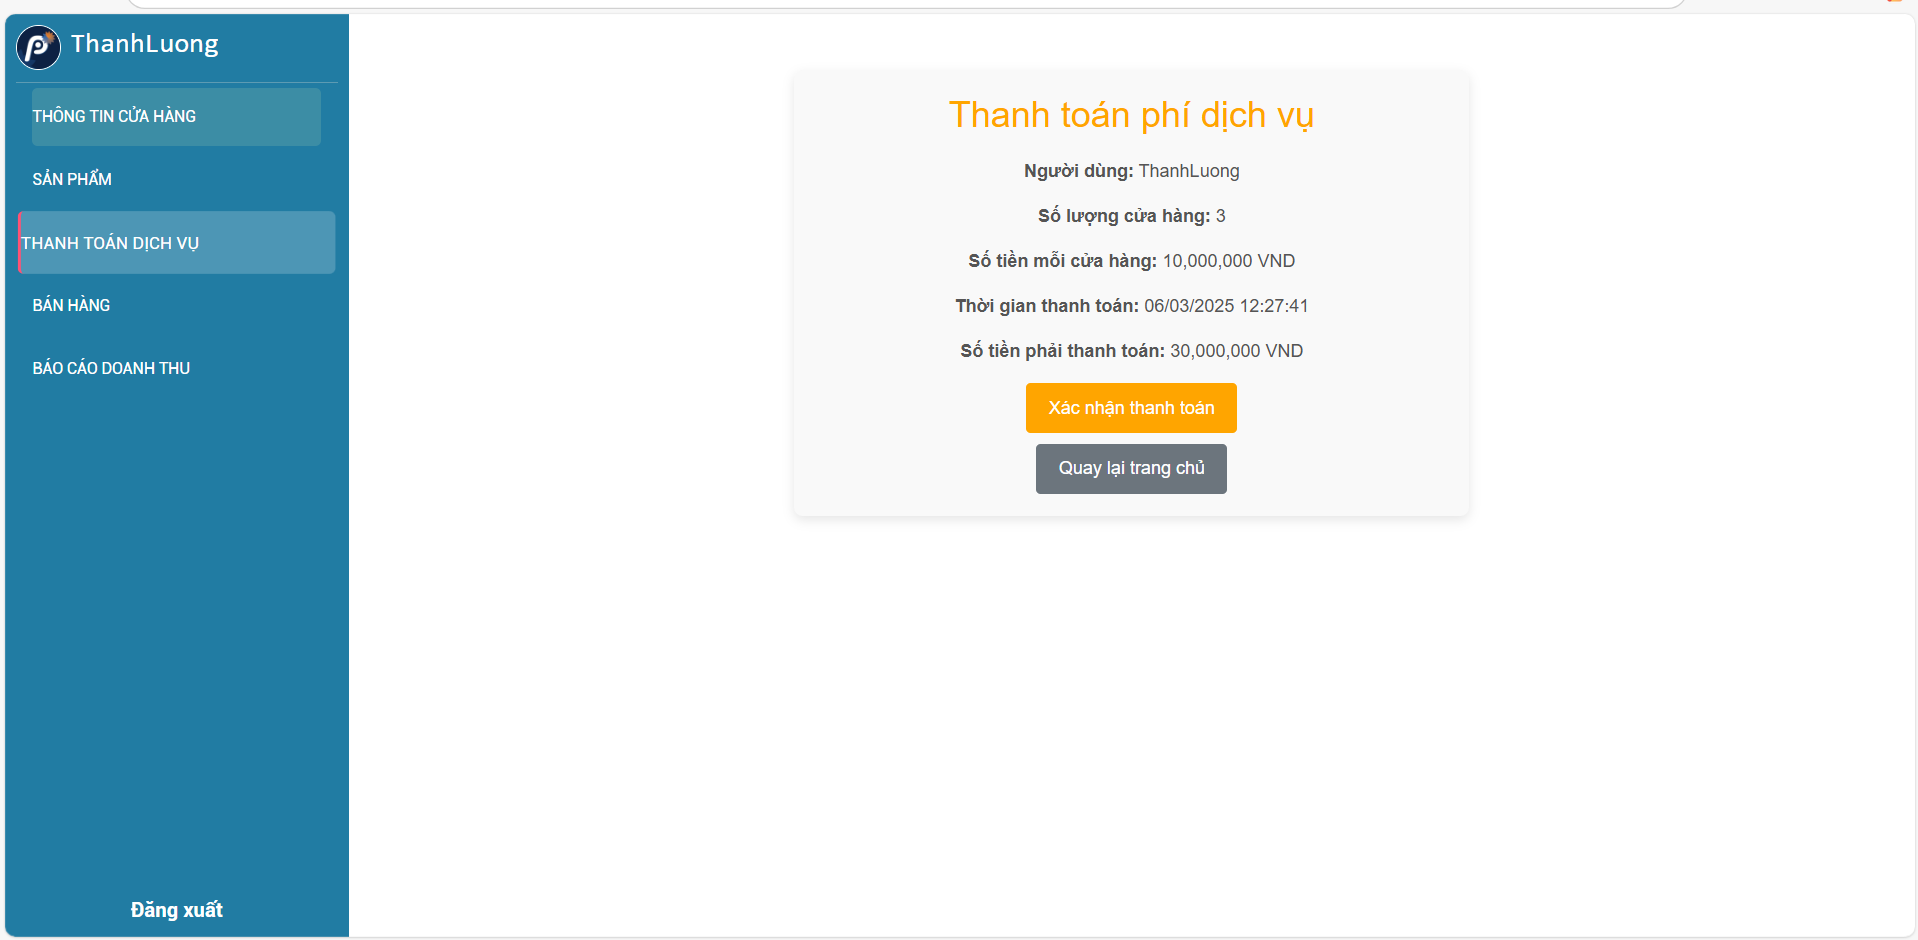 ThanhLuong
THÔNG TIN CỬA HÀNG
SẢN PHẨM
THANH TOÁN DỊCH VỤ
BÁN HÀNG
BÁO CÁO DOANH THU
Đăng xuất
Thanh toán phí dịch vụ
Người dùng: ThanhLuong
Số lượng cửa hàng: 3
Số tiền mỗi cửa hàng: 10,000,000 VND
Thời gian thanh toán: 06/03/2025 12:27:41
Số tiền phải thanh toán: 30,000,000 VND
Xác nhận thanh toán
Quay lại trang chủ